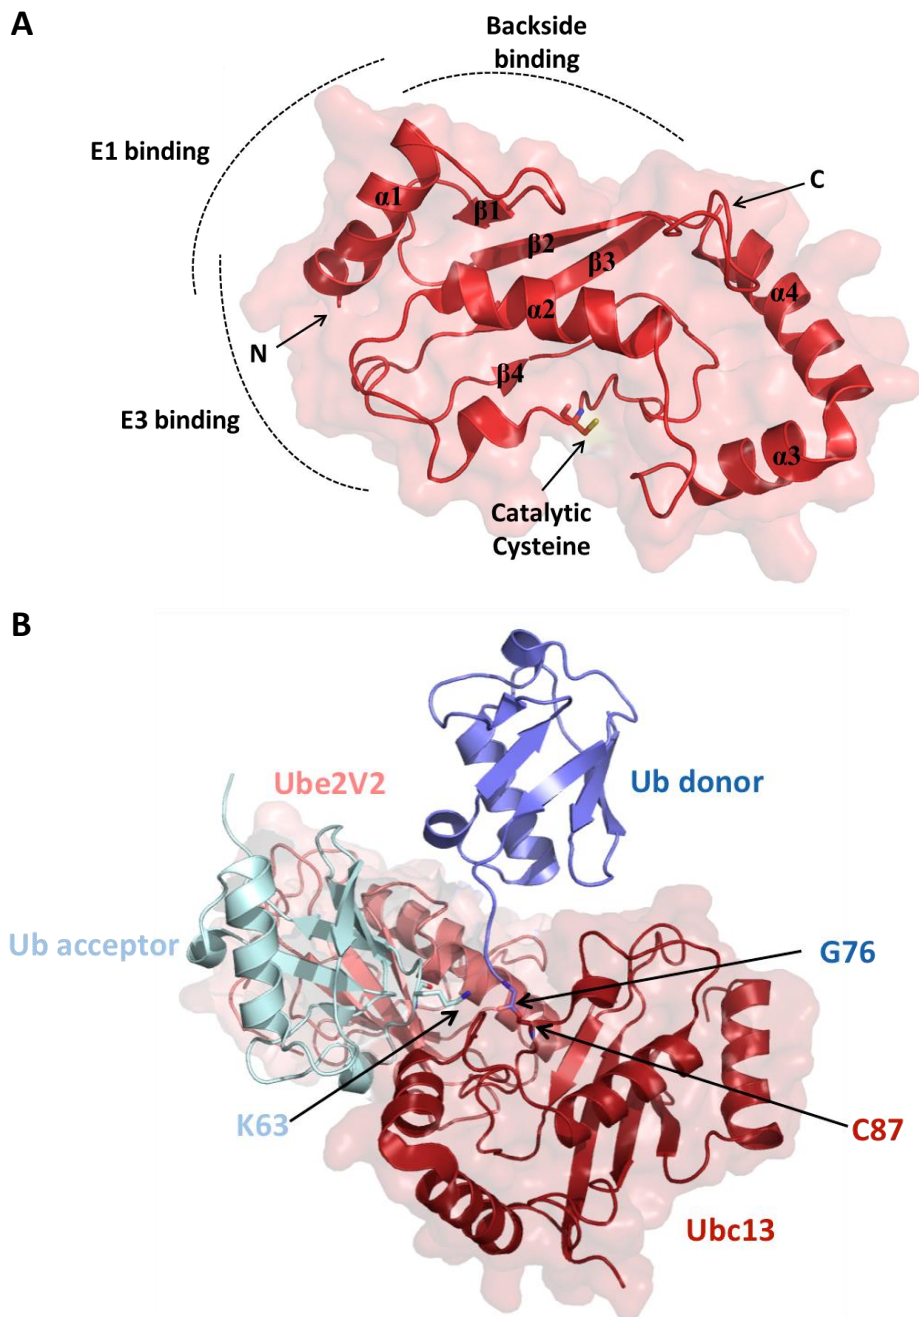 A
Backside
binding
E1 binding
α1
β1
C
β2
β3
α2
α4
N
β4
E3 binding
α3
Catalytic
Cysteine
B
Ube2V2
Ub donor
Ub acceptor
G76
K63
C87
Ubc13